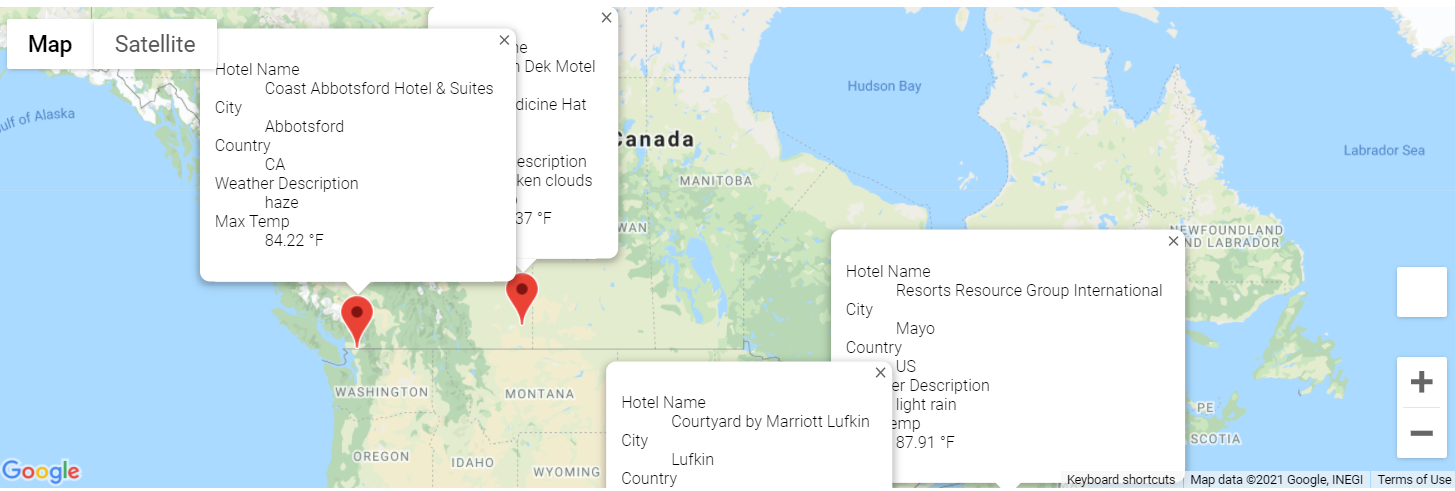 Map
Satellite
Hotel Name
Coast Abbotsford Hotel & Suites
City
Abbotsford
Country
CA
Weather Description
haze
Max Temp
84.22 °F
Dek Motel
dicine Hat
escription
ken clouds
37 °F
Hotel Name
Resorts Resource Group International
City
Mayo
Country
US
er Description
light rain
emp
87.91 °F
Hotel Name
Courtyard by Marriott Lufkin
City
Lufkin
Country
ulf of Alaska
Canada
Hudson Bay
Labrador Sea
MANITOBA
WAN
NEWFOUNDLAND
ND LABRADOR
WASHINGTON
MONTANA
OREGON
IDAHO
WYOMING
PE
SCOTIA
Google
Keyboard shortcuts
Map data ©2021 Google, INEGI
Terms of Use